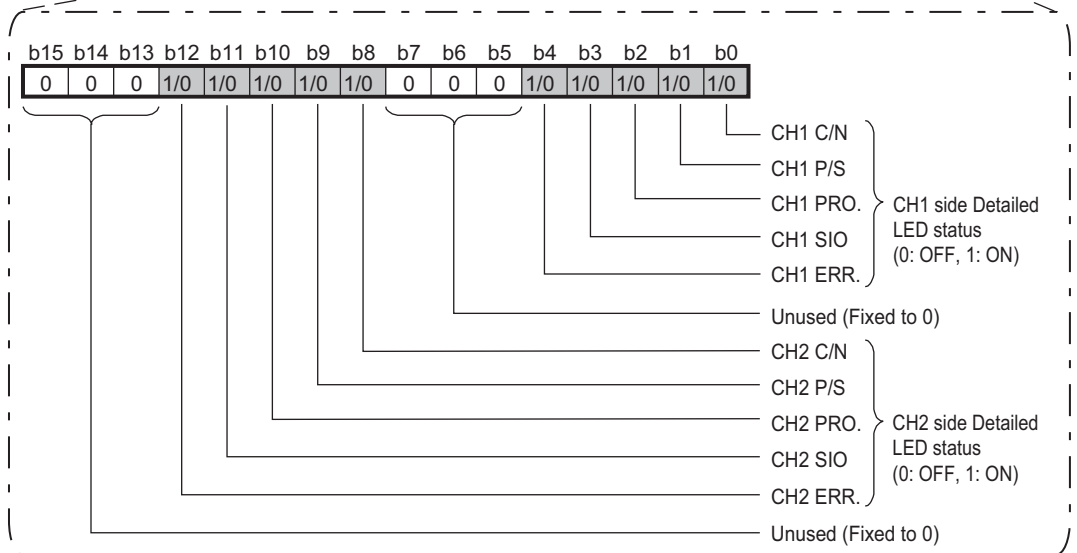 b15 b14 b13 b12 b11 b10 b9 b8 b7 b6 b5 b4 b3 b2 b1 b0
0 0 0 1/0 1/0 1/0 1/0 1/0 0 0 0 1/0 1/0 1/0 1/0 1/0
CH1 C/N
CH1 P/S
CH1 PRO.
CH1 SIO
CH1 ERR.
CH1 side Detailed
LED status
(0: OFF, 1: ON)
Unused (Fixed to 0)
CH2 C/N
CH2 P/S
CH2 PRO.
CH2 SIO
CH2 ERR.
CH2 side Detailed
LED status
(0: OFF, 1: ON)
Unused (Fixed to 0)